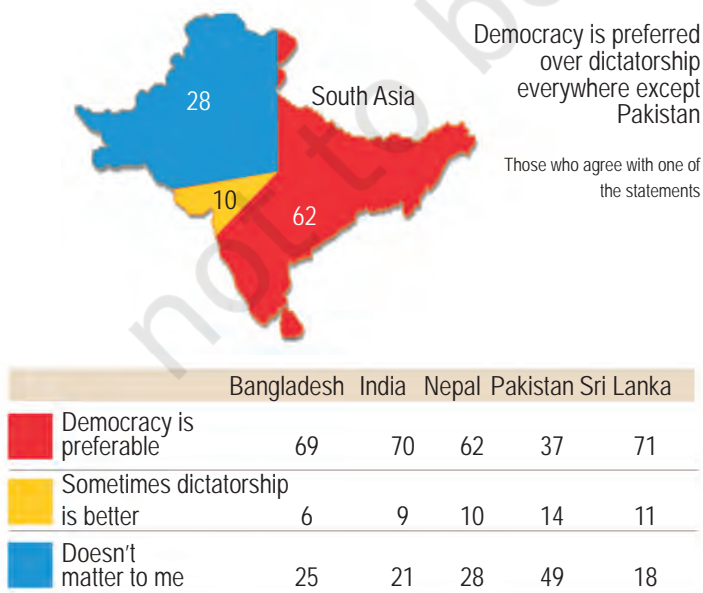 Democracy is preferred
over dictatorship
everywhere except
Pakistan
Those who agree with one of
the statements
South Asia
28
10
62
not to b
Bangladesh India Nepal Pakistan Sri Lanka
Democracy is
preferable 69 70 62 37 71
Sometimes dictatorship
is better 6 9 10 14 11
Doesn't
matter to me 25 21 28 49 18